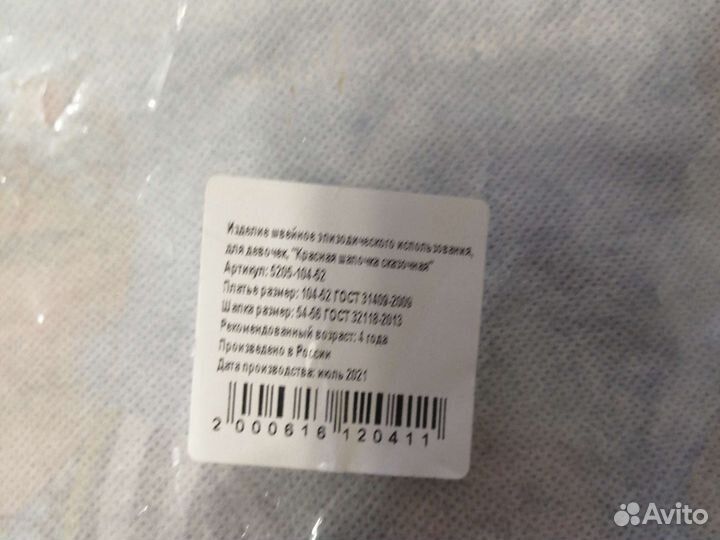 Изделие швейное эпизодического использования,
для девочек, "Красная шапочка сказочная"
Артикул: 5205-104-52
Платье размер: 104-52 ГОСТ 31409-2009
Шапка размер: 54-56 ГОСТ 32118-2013
Рекомендованный возраст: 4 года
Произведено в России
Дата производства: июль 2021
2 000616 120411
Avito